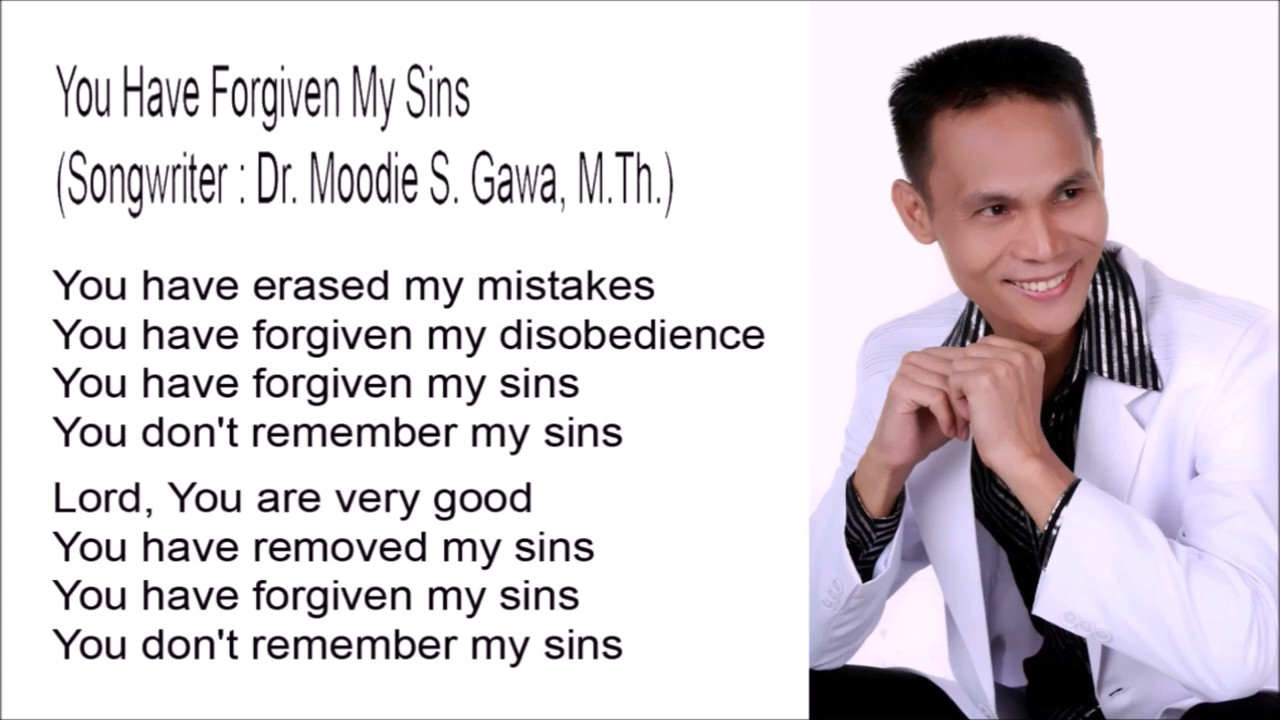 You Have Forgiven My Sins
(Songwriter : Dr. Moodie S. Gawa, M.Th.)
You have erased my mistakes
You have forgiven my disobedience
You have forgiven my sins
You don't remember my sins
Lord, You are very good
You have removed my sins
You have forgiven my sins
You don't remember my sins